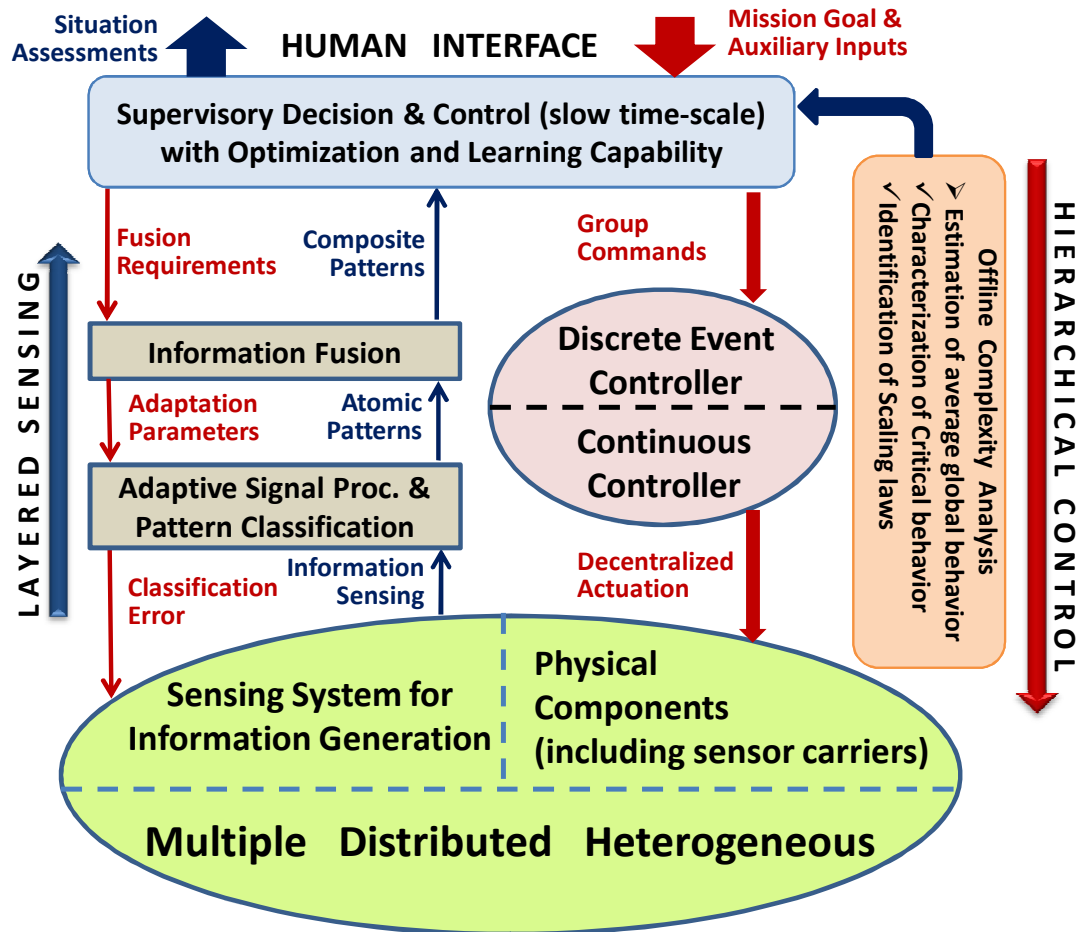 Situation
Assessments
HUMAN INTERFACE
Mission Goal &
Auxiliary Inputs
Supervisory Decision & Control (slow time-scale)
with Optimization and Learning Capability
Fusion
Requirements
Composite
Patterns
Group
Commands
Information Fusion
Discrete Event
Controller
Adaptation
Parameters
Atomic
Patterns
Continuous
Controller
Adaptive Signal Proc. &
Pattern Classification
Classification
Error
Information
Sensing
Decentralized
Actuation
Sensing System for
Information Generation
Physical
Components
(including sensor carriers)
Multiple Distributed Heterogeneous
LAYERED SENSING
Offline Complexity Analysis
➢ Estimation of average global behavior
✓ Characterization of Critical behavior
✓ Identification of Scaling laws
HIERARCHICAL CONTROL